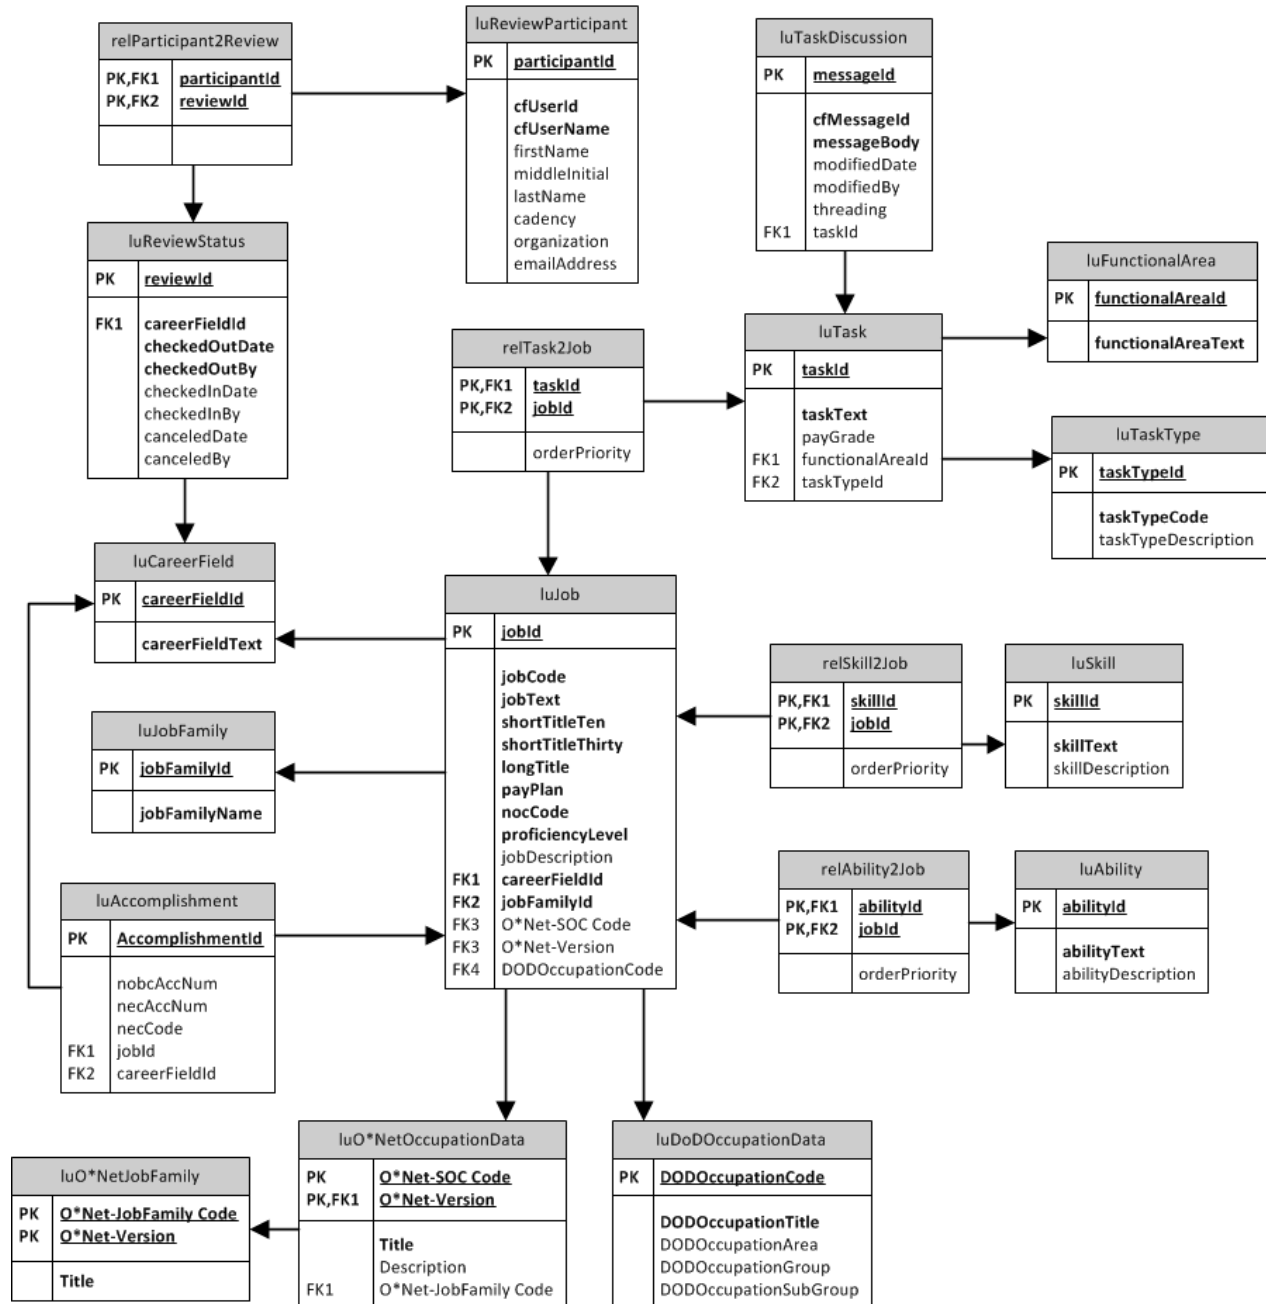 relParticipant2Review
PK,FK1 participantId
PK,FK2 reviewId
luReviewParticipant
PK participantId
cfUserId
cfUserName
firstName
middleInitial
lastName
cadency
organization
emailAddress
luTaskDiscussion
PK messageId
cfMessageId
messageBody
modifiedDate
modifiedBy
threading
FK1 taskId
luReviewStatus
PK reviewId
FK1 careerFieldId
checkedOutDate
checkedOutBy
checkedInDate
checkedInBy
canceledDate
canceledBy
luFunctionalArea
PK functionalAreaId
functionalAreaText
relTask2Job
PK,FK1 taskId
PK,FK2 jobId
orderPriority
luTask
PK taskId
taskText
payGrade
FK1 functionalAreaId
FK2 taskTypeId
luTaskType
PK taskTypeId
taskTypeCode
taskTypeDescription
luCareerField
PK careerFieldId
careerFieldText
luJob
PK jobId
jobCode
jobText
shortTitleTen
shortTitleThirty
longTitle
payPlan
nocCode
proficiencyLevel
jobDescription
FK1 careerFieldId
FK2 jobFamilyId
FK3 O*Net-SOC Code
FK3 O*Net-Version
FK4 DODOccupationCode
relSkill2Job
PK,FK1 skillId
PK,FK2 jobId
orderPriority
luSkill
PK skillId
skillText
skillDescription
luJobFamily
PK jobFamilyId
jobFamilyName
relAbility2Job
PK,FK1 abilityId
PK,FK2 jobId
orderPriority
luAbility
PK abilityId
abilityText
abilityDescription
luAccomplishment
PK AccomplishmentId
nobcAccNum
necAccNum
necCode
FK1 jobId
FK2 careerFieldId
luO*NetJobFamily
PK O*Net-JobFamily Code
PK O*Net-Version
Title
luO*NetOccupationData
PK O*Net-SOC Code
PK,FK1 O*Net-Version
Title
Description
FK1 O*Net-JobFamily Code
luDoDOccupationData
PK DODOccupationCode
DODOccupationTitle
DODOccupationArea
DODOccupationGroup
DODOccupationSubGroup